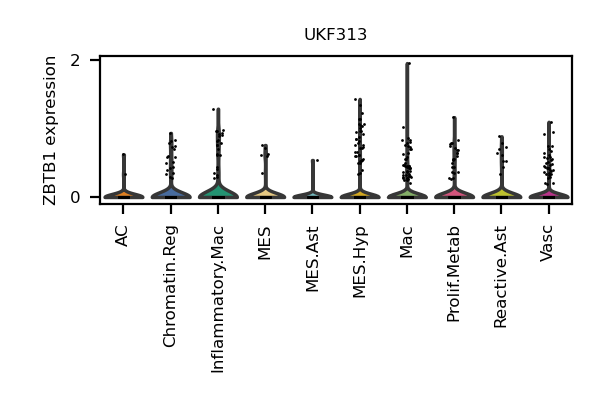 UKF313
ZBTB1 expression
2
0
AC
Chromatin.Reg
Inflammatory.Mac
MES
MES.Ast
MES.Hyp
Mac
Prolif.Metab
Reactive.Ast
Vasc